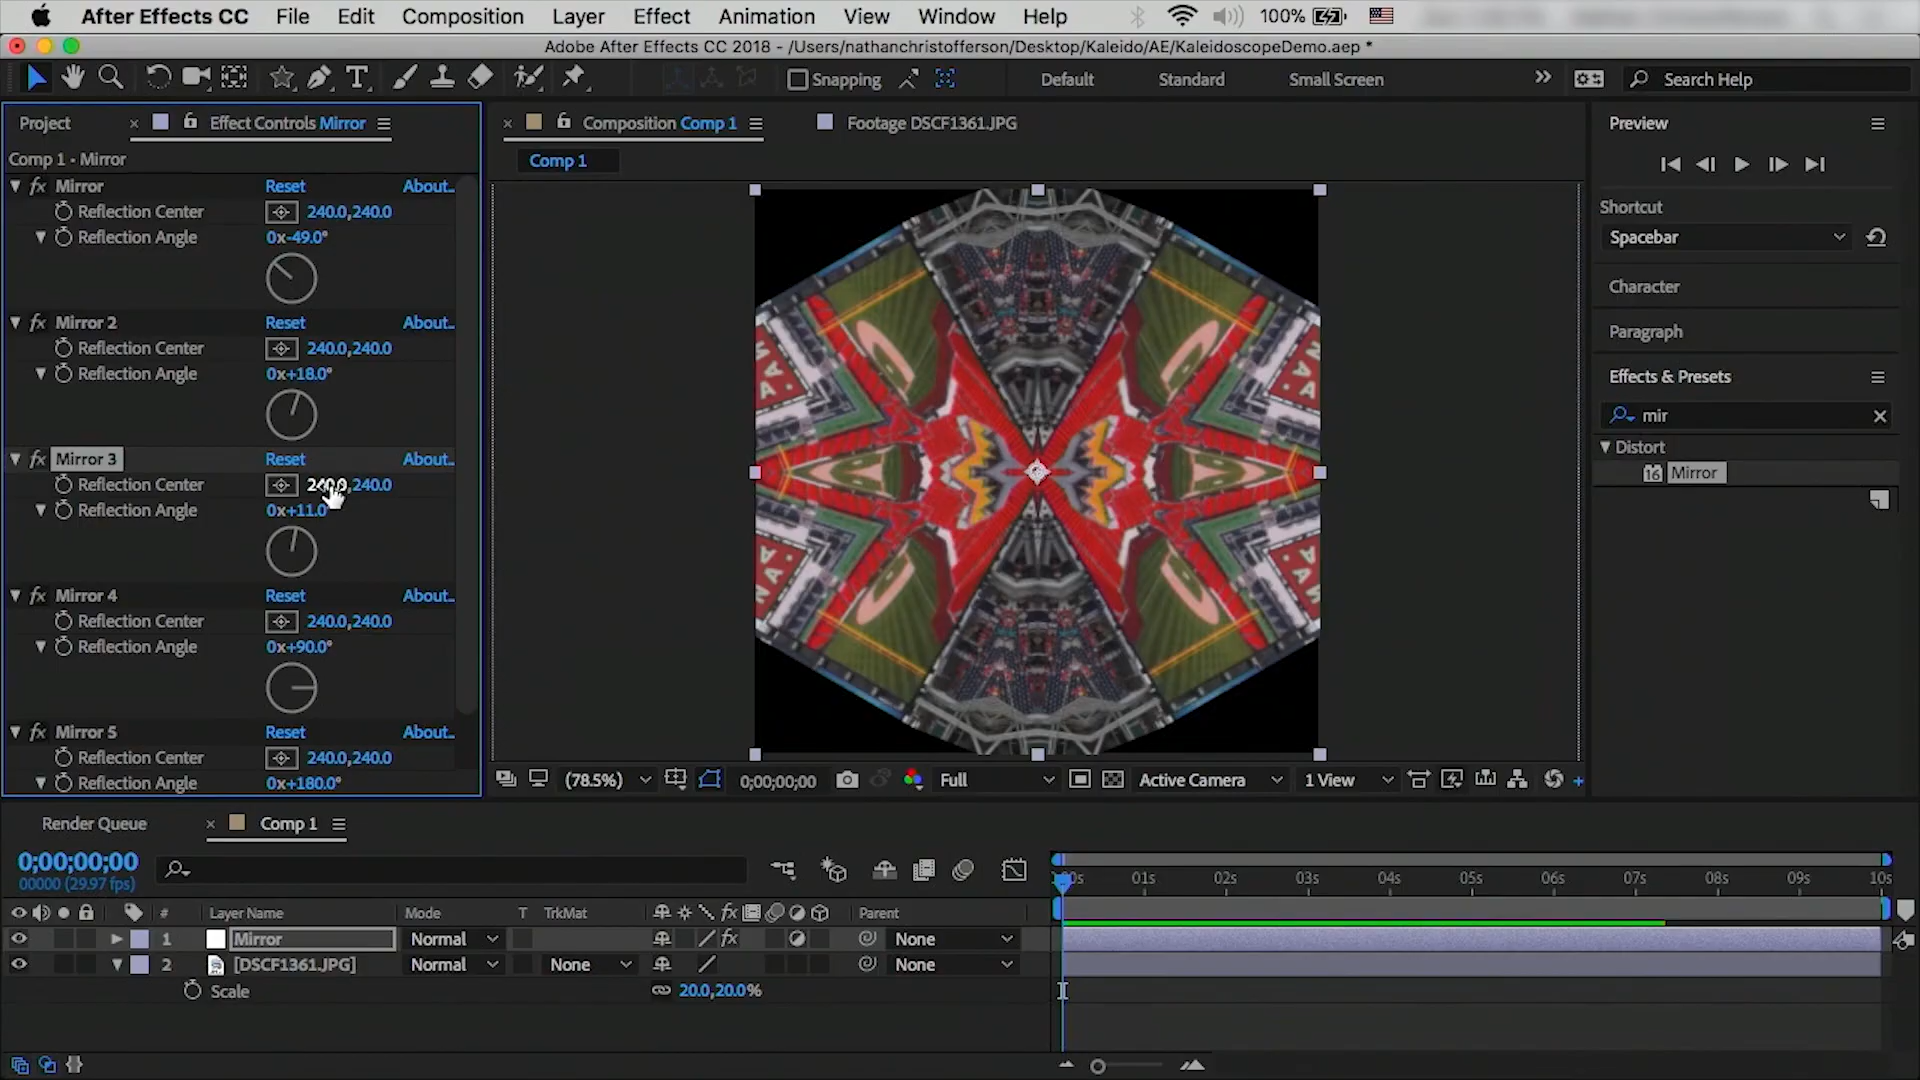 After Effects CC File Edit Composition Layer Effect Animation View Window Help 100%
Adobe After Effects CC 2018 - /Users/nathanchristofferson/Desktop/Kaleido/AE/KaleidoscopeDemo.aep *
Snapping Default Standard Small Screen Search Help
Project Effect Controls Mirror
Comp 1 • Mirror
fx Mirror Reset About..
Reflection Center 240.0,240.0
Reflection Angle 0x-49.0°
fx Mirror 2 Reset About..
Reflection Center 240.0,240.0
Reflection Angle 0x+18.0°
fx Mirror 3 Reset About..
Reflection Center 240.0,240.0
Reflection Angle 0x+11.0°
fx Mirror 4 Reset About..
Reflection Center 240.0,240.0
Reflection Angle 0x+90.0°
fx Mirror 5 Reset About..
Reflection Center 240.0,240.0
Reflection Angle 0x+180.0°
Composition Comp 1 Footage DSCF1361.JPG
Comp 1
(78.5%) 0;00;00;00 Full Active Camera 1 View
Preview
Shortcut
Spacebar
Character
Paragraph
Effects & Presets
mir
Distort
16 Mirror
Render Queue Comp 1
0;00;00;00
00000 (29.97 fps)
00s 01s 02s 03s 04s 05s 06s 07s 08s 09s 10s
# Layer Name Mode T TrkMat fx Parent
1 Mirror Normal fx None
2 [DSCF1361.JPG] Normal None None
Scale 20.0,20.0%